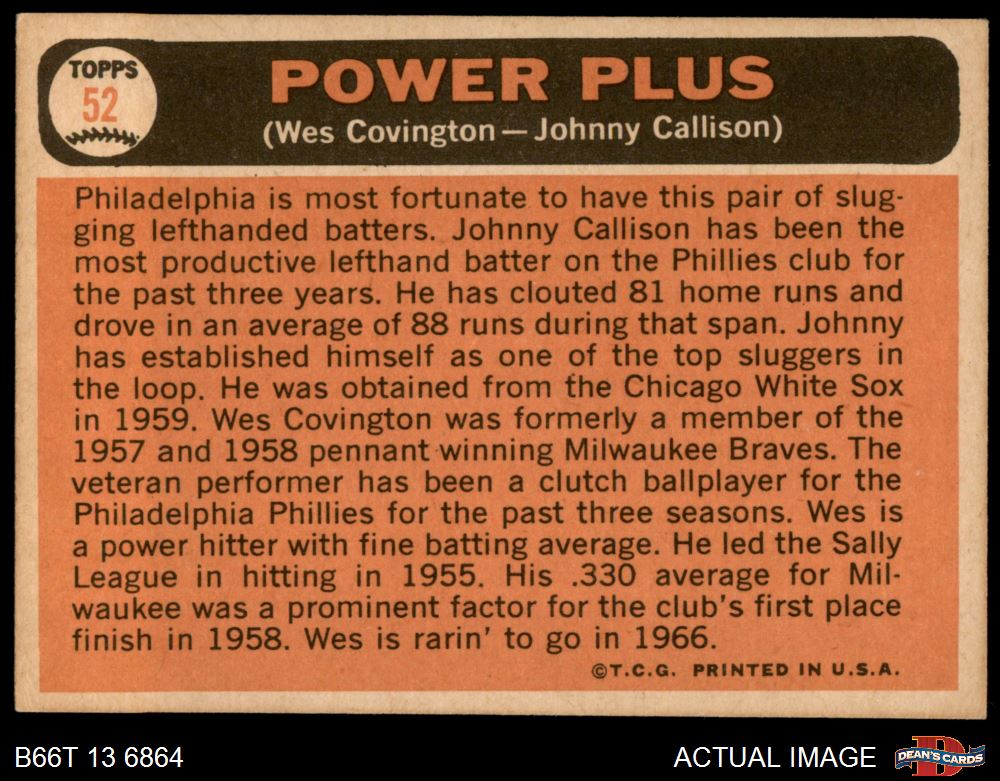 TOPPS
52
POWER PLUS
(Wes Covington — Johnny Callison)
Philadelphia is most fortunate to have this pair of slug-
ging lefthanded batters. Johnny Callison has been the
most productive lefthand batter on the Phillies club for
the past three years. He has clouted 81 home runs and
drove in an average of 88 runs during that span. Johnny
has established himself as one of the top sluggers in
the loop. He was obtained from the Chicago White Sox
in 1959. Wes Covington was formerly a member of the
1957 and 1958 pennant winning Milwaukee Braves. The
veteran performer has been a clutch ballplayer for the
Philadelphia Phillies for the past three seasons. Wes is
a power hitter with fine batting average. He led the Sally
League in hitting in 1955. His .330 average for Mil-
waukee was a prominent factor for the club's first place
finish in 1958. Wes is rarin' to go in 1966.
©T.C.G. PRINTED IN U.S.A.
B66T 13 6864
ACTUAL IMAGE
D
DEAN'S CARDS